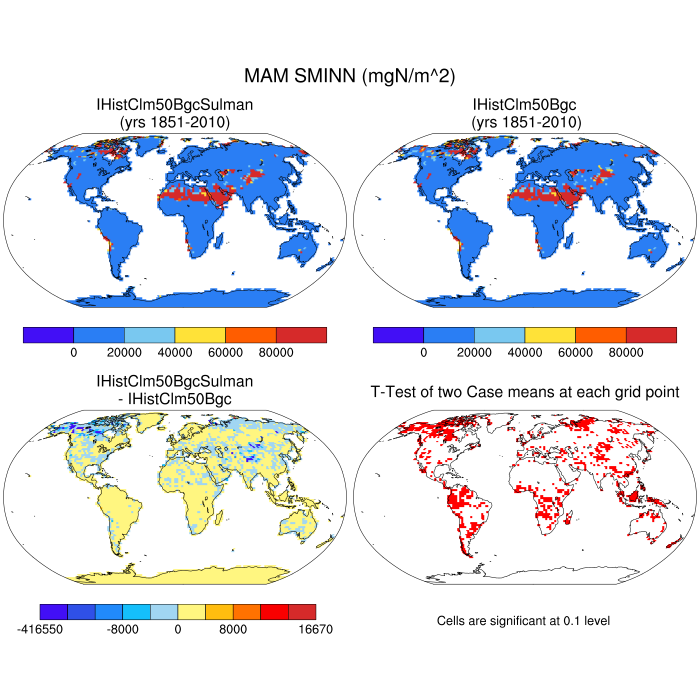 MAM SMINN (mgN/m^2)
IHistClm50BgcSulman
(yrs 1851-2010)
IHistClm50Bgc
(yrs 1851-2010)
0 20000 40000 60000 80000
0 20000 40000 60000 80000
IHistClm50BgcSulman
- IHistClm50Bgc
T-Test of two Case means at each grid point
-416550 -8000 0 8000 16670
Cells are significant at 0.1 level